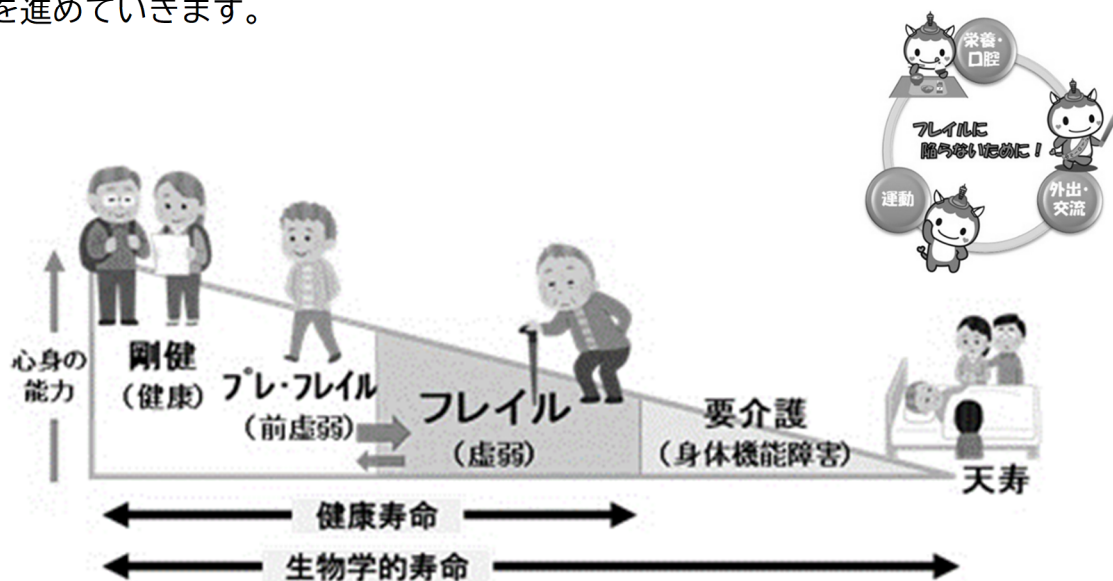 を進めていきます。
栄養・
口腔
フレイルに
陥らないために！
運動
外出・
交流
心身の
能力
剛健
（健康）
プレ・フレイル
（前虚弱）
フレイル
（虚弱）
要介護
（身体機能障害）
天寿
健康寿命
生物学的寿命